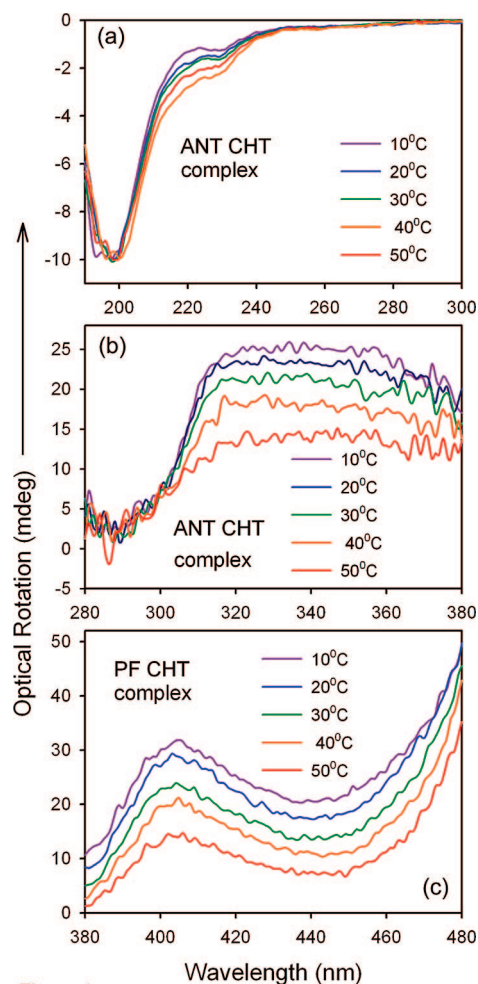 Optical Rotation (mdeg)
(a)
0
-2
-4
-6
-8
-10
ANT CHT
complex
10⁰C
20⁰C
30⁰C
40⁰C
50⁰C
200 220 240 260 280 300
(b)
25
20
15
10
5
0
-5
ANT CHT
complex
10⁰C
20⁰C
30⁰C
40⁰C
50⁰C
280 300 320 340 360 380
50
40
30
20
10
0
PF CHT
complex
10⁰C
20⁰C
30⁰C
40⁰C
50⁰C
(c)
380 400 420 440 460 480
Wavelength (nm)